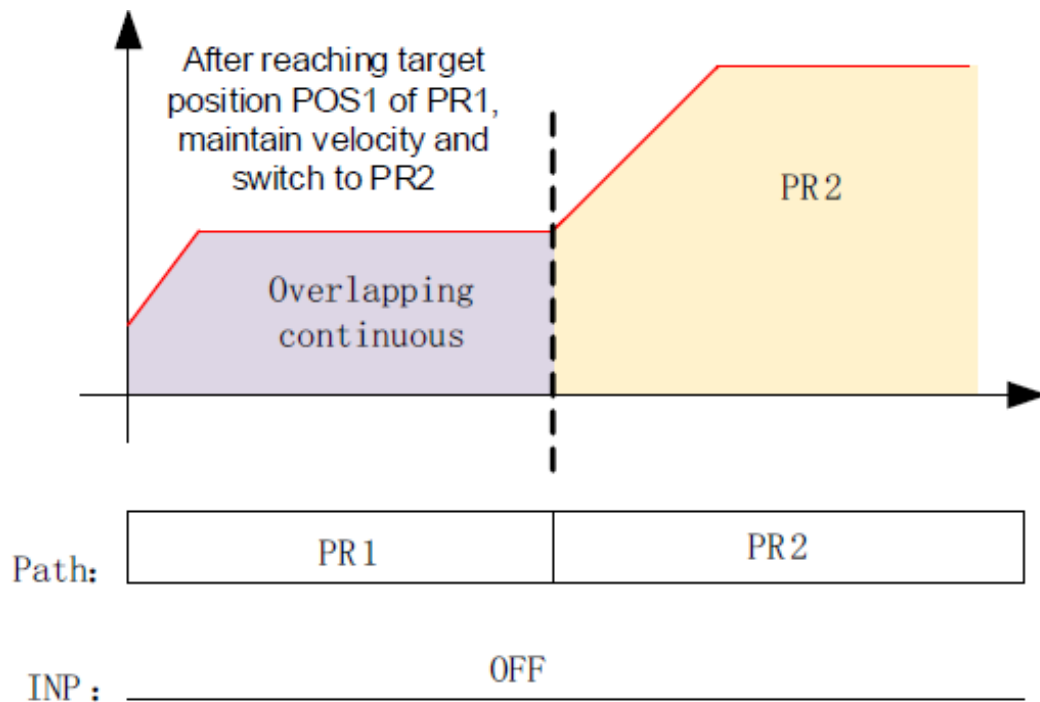 After reaching target
position POS1 of PR1,
maintain velocity and
switch to PR2
PR2
Overlapping
continuous
Path: PR1 PR2
INP: OFF